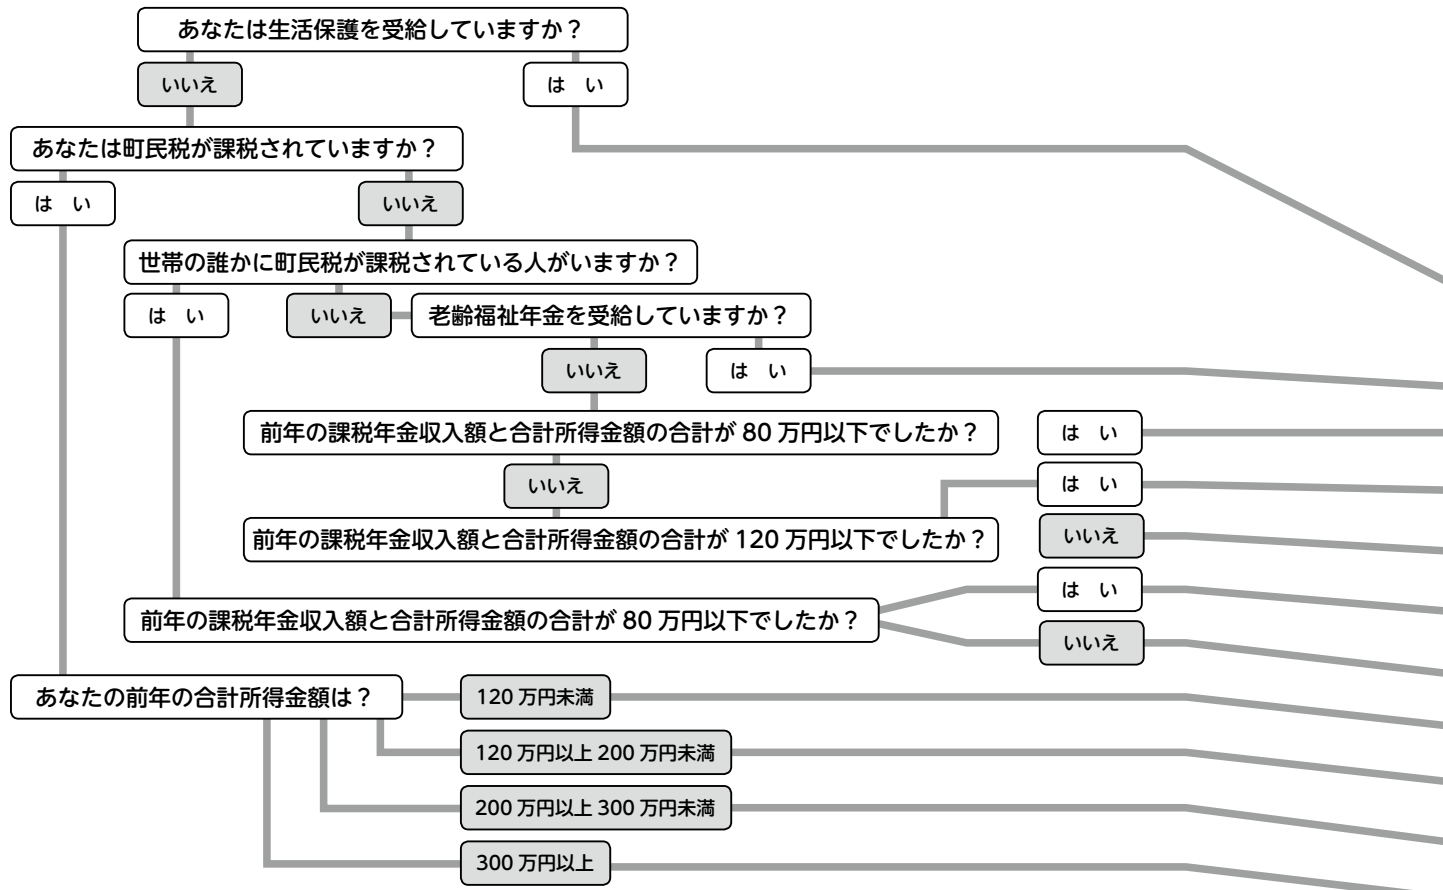 あなたは生活保護を受給していますか？
いいえ
は　い
あなたは町民税が課税されていますか？
は　い
いいえ
世帯の誰かに町民税が課税されている人がいますか？
は　い
いいえ
老齢福祉年金を受給していますか？
いいえ
は　い
前年の課税年金収入額と合計所得金額の合計が 80 万円以下でしたか？
は　い
いいえ
は　い
前年の課税年金収入額と合計所得金額の合計が 120 万円以下でしたか？
いいえ
は　い
前年の課税年金収入額と合計所得金額の合計が 80 万円以下でしたか？
いいえ
あなたの前年の合計所得金額は？
120 万円未満
120 万円以上 200 万円未満
200 万円以上 300 万円未満
300 万円以上